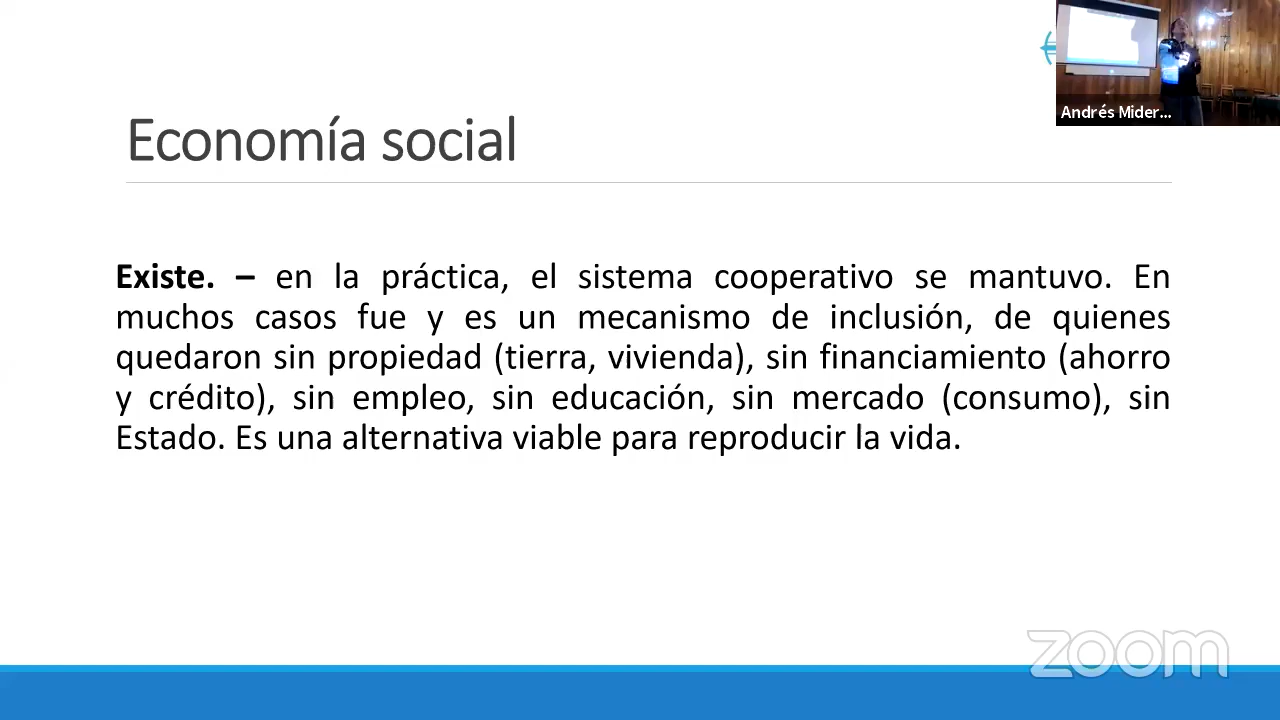 Andrés Mider...
Economía social
Existe. – en la práctica, el sistema cooperativo se mantuvo. En
muchos casos fue y es un mecanismo de inclusión, de quienes
quedaron sin propiedad (tierra, vivienda), sin financiamiento (ahorro
y crédito), sin empleo, sin educación, sin mercado (consumo), sin
Estado. Es una alternativa viable para reproducir la vida.
zoom